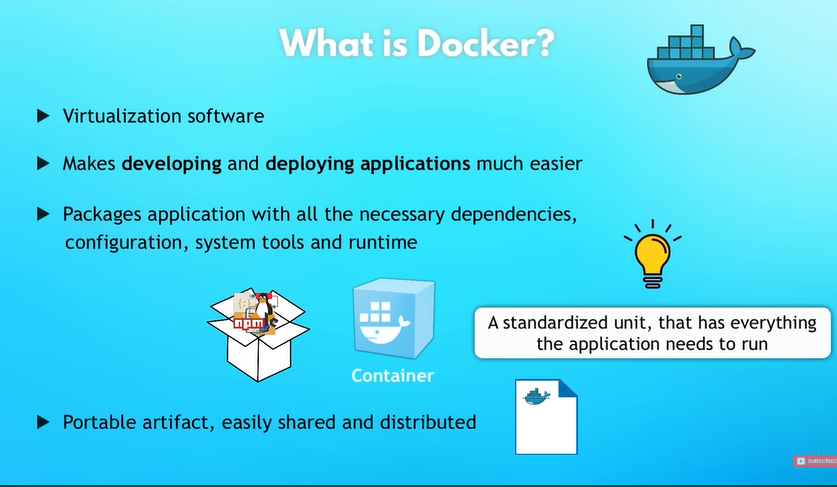 What is Docker?
Virtualization software
Makes developing and deploying applications much easier
Packages application with all the necessary dependencies,
configuration, system tools and runtime
npm
Container
A standardized unit, that has everything
the application needs to run
Portable artifact, easily shared and distributed